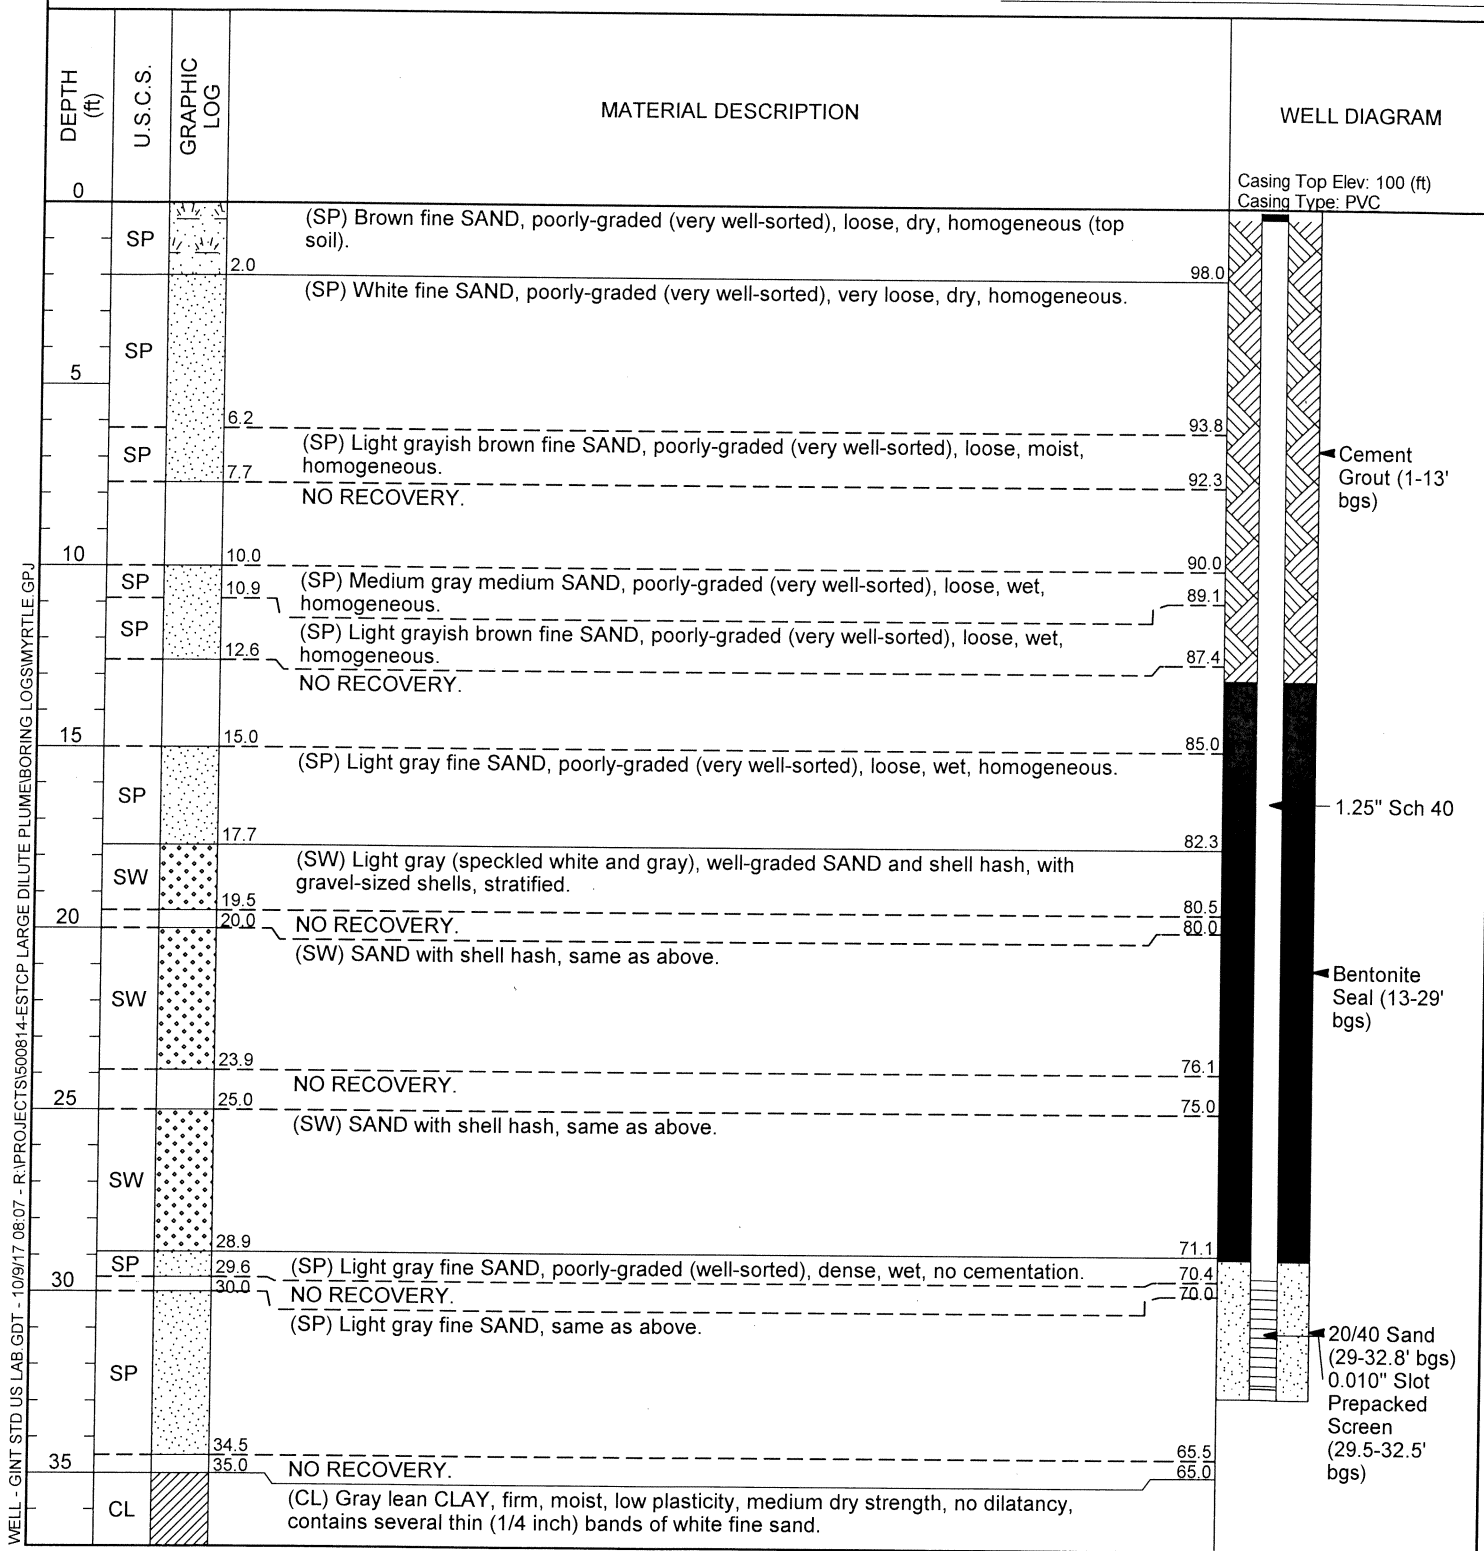 DEPTH
(ft)
U.S.C.S.
GRAPHIC
LOG
MATERIAL DESCRIPTION
WELL DIAGRAM
Casing Top Elev: 100 (ft)
Casing Type: PVC
0
SP
(SP) Brown fine SAND, poorly-graded (very well-sorted), loose, dry, homogeneous (top
soil).
2.0
98.0
(SP) White fine SAND, poorly-graded (very well-sorted), very loose, dry, homogeneous.
SP
5
6.2
93.8
SP
(SP) Light grayish brown fine SAND, poorly-graded (very well-sorted), loose, moist,
homogeneous.
7.7
92.3
NO RECOVERY.
Cement
Grout (1-13'
bgs)
10
10.0
90.0
SP
(SP) Medium gray medium SAND, poorly-graded (very well-sorted), loose, wet,
homogeneous.
10.9
89.1
SP
(SP) Light grayish brown fine SAND, poorly-graded (very well-sorted), loose, wet,
homogeneous.
12.6
87.4
NO RECOVERY.
15
15.0
85.0
(SP) Light gray fine SAND, poorly-graded (very well-sorted), loose, wet, homogeneous.
SP
1.25" Sch 40
17.7
82.3
SW
(SW) Light gray (speckled white and gray), well-graded SAND and shell hash, with
gravel-sized shells, stratified.
19.5
80.5
20
20.0
NO RECOVERY.
80.0
(SW) SAND with shell hash, same as above.
SW
Bentonite
Seal (13-29'
bgs)
23.9
76.1
NO RECOVERY.
25
25.0
75.0
(SW) SAND with shell hash, same as above.
SW
28.9
71.1
SP
(SP) Light gray fine SAND, poorly-graded (well-sorted), dense, wet, no cementation.
29.6
70.4
30
30.0
NO RECOVERY.
70.0
(SP) Light gray fine SAND, same as above.
SP
20/40 Sand
(29-32.8' bgs)
0.010" Slot
Prepacked
Screen
(29.5-32.5'
bgs)
34.5
65.5
35
35.0
NO RECOVERY.
65.0
CL
(CL) Gray lean CLAY, firm, moist, low plasticity, medium dry strength, no dilatancy,
contains several thin (1/4 inch) bands of white fine sand.
WELL - GINT STD US LAB.GDT - 10/9/17 08:07 - R:\PROJECTS\500814-ESTCP LARGE DILUTE PLUME\BORING LOGS\MYRTLE.GPJ